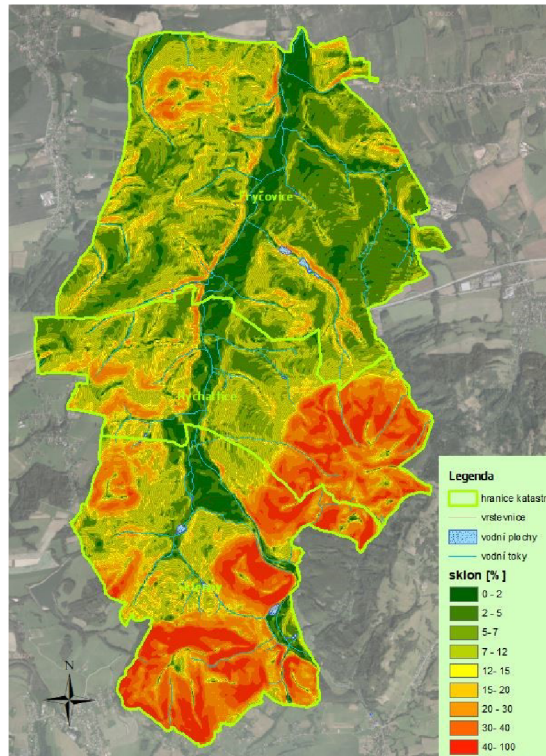 Rychaltice
N
Legenda
hranice katastr
vrstevnice
vodní plochy
vodní toky
sklon [%]
0 - 2
2 - 5
5- 7
7 - 12
12- 15
15 - 20
20 - 30
30 - 40
40 - 100